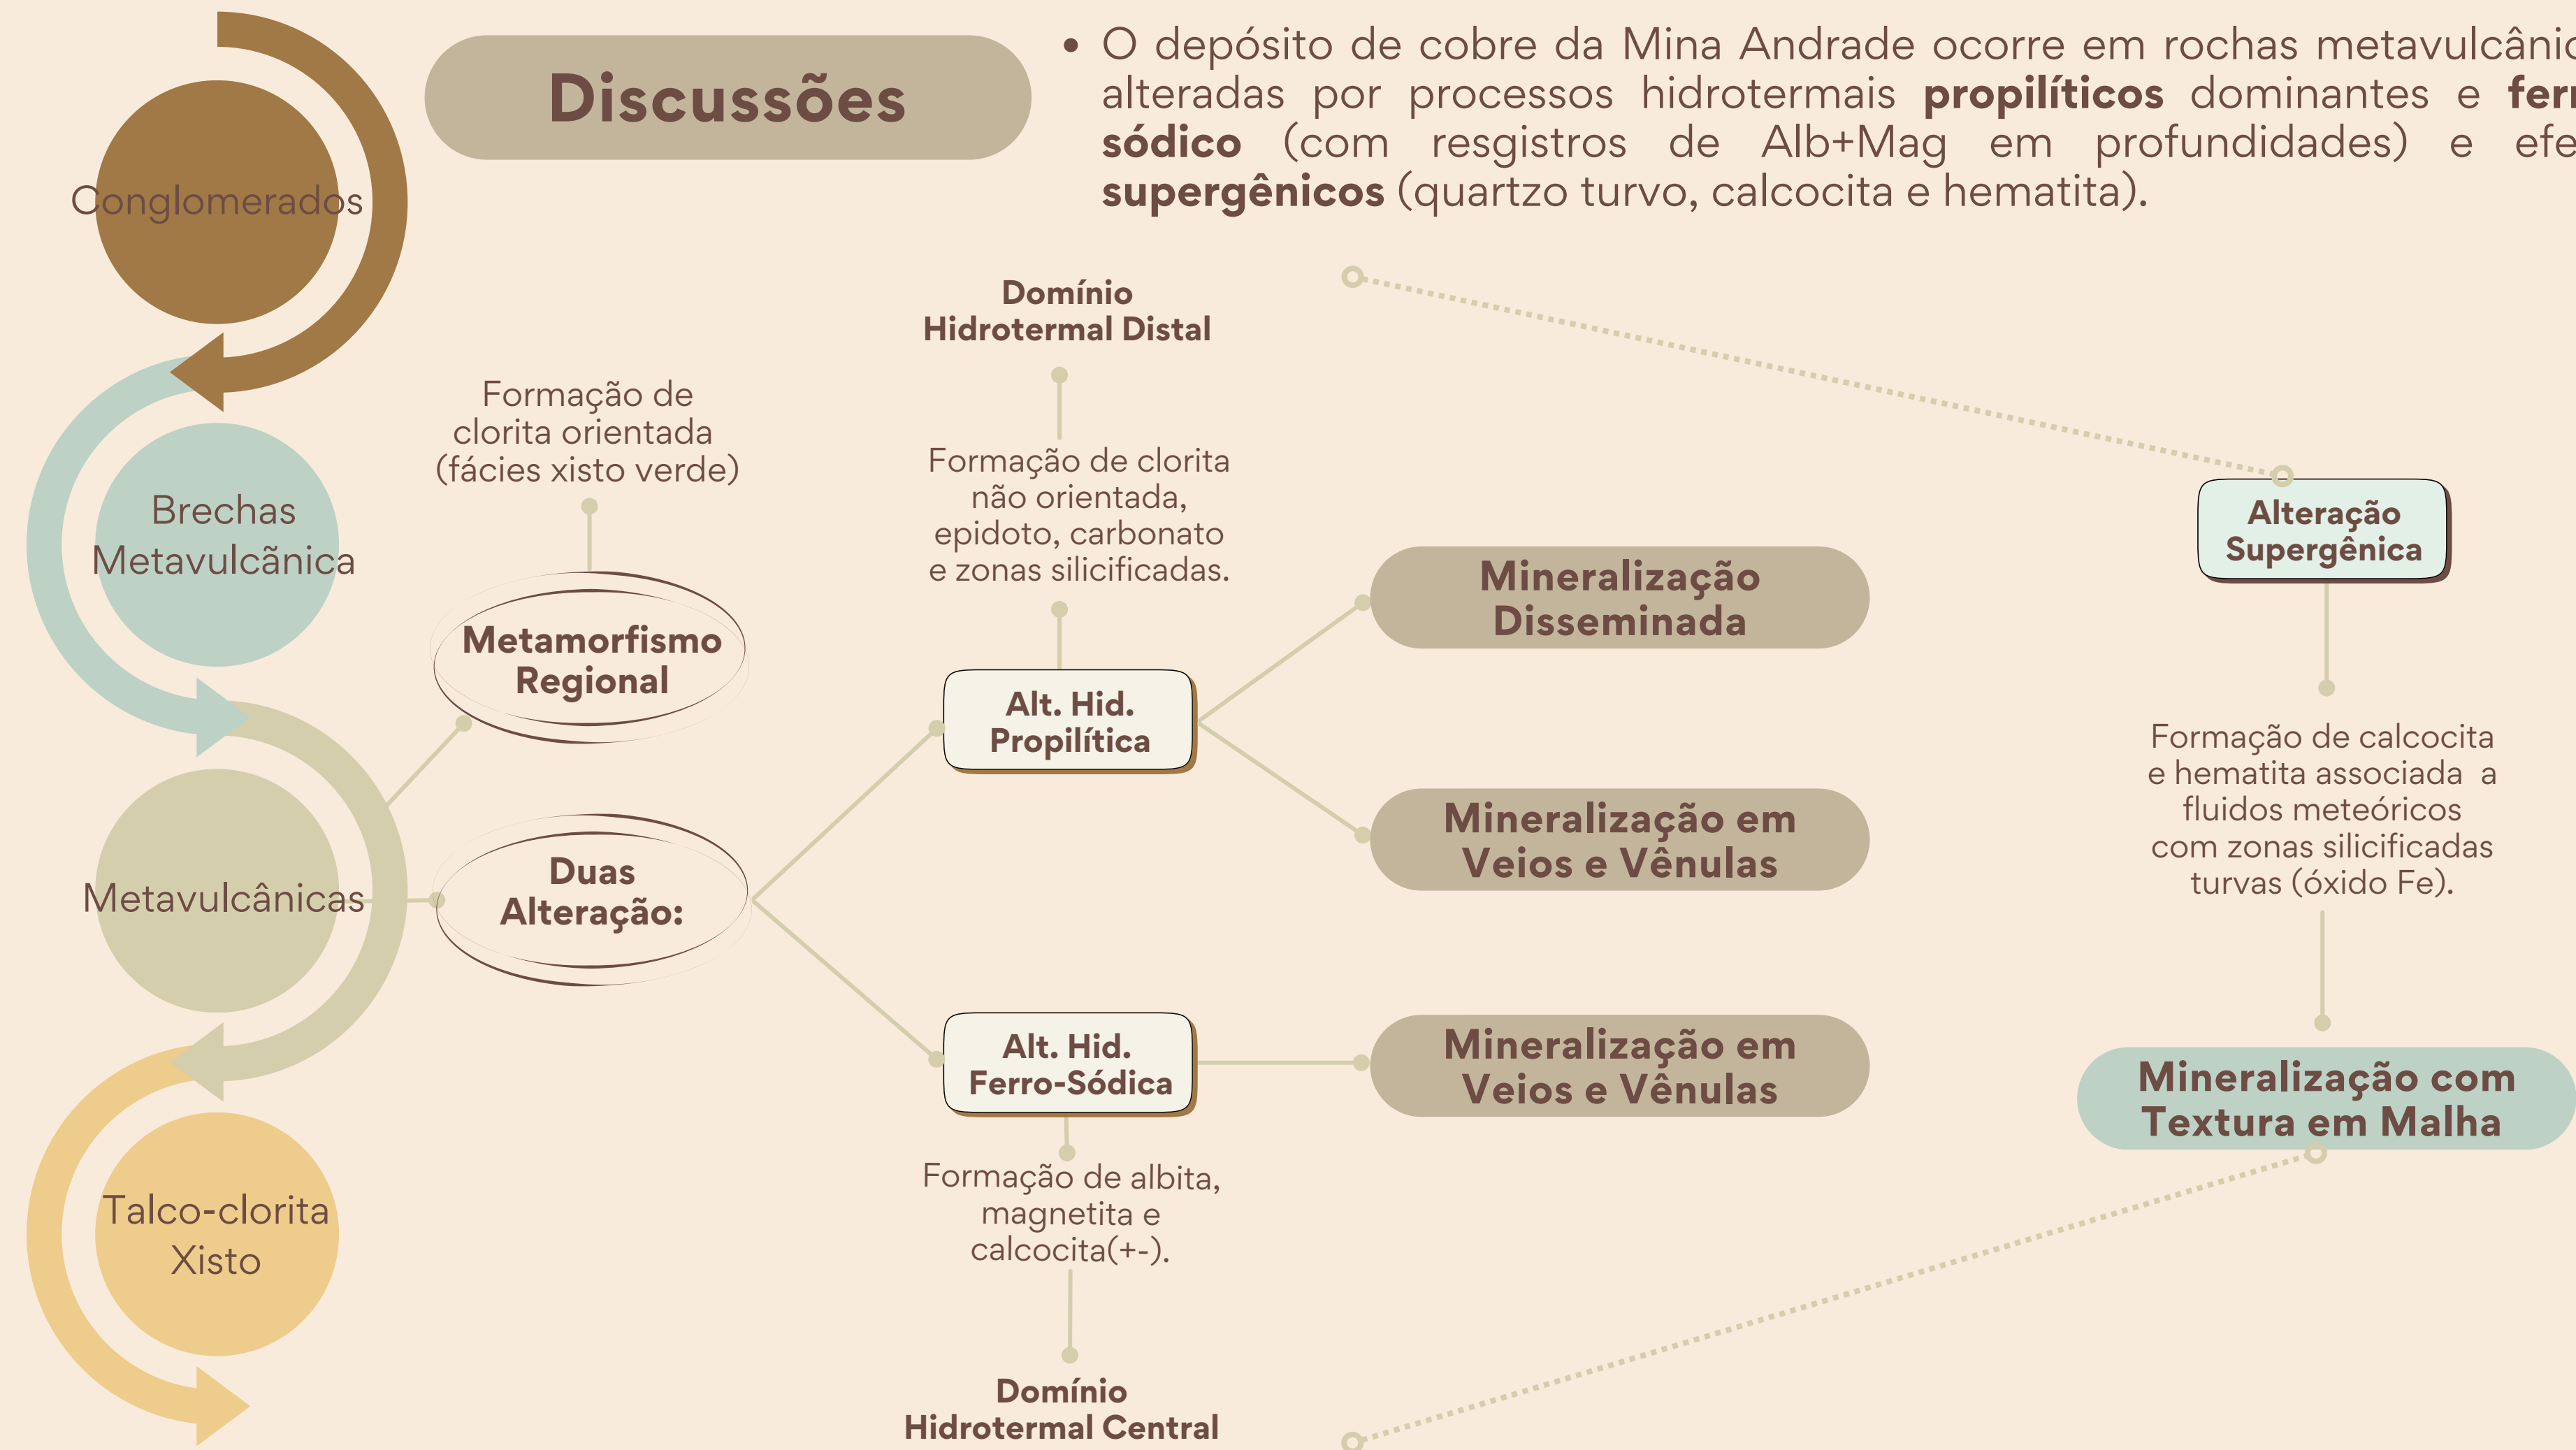 Discussões
• O depósito de cobre da Mina Andrade ocorre em rochas
alteradas por processos hidrotermais propilíticos dominantes e
sódico (com resgistros de Alb+Mag em profundidades) e
supergênicos (quartzo turvo, calcocita e hematita).
Conglomerados
Brechas
Metavulcãnica
Metavulcânicas
Talco-clorita
Xisto
Formação de
clorita orientada
(fácies xisto verde)
Metamorfismo
Regional
Duas
Alteração:
Domínio
Hidrotermal Distal
Formação de clorita
não orientada,
epidoto, carbonato
e zonas silicificadas.
Alt. Hid.
Propilítica
Mineralização
Disseminada
Mineralização em
Veios e Vênulas
Alt. Hid.
Ferro-Sódica
Mineralização em
Veios e Vênulas
Formação de albita,
magnetita e
calcocita(+-).
Domínio
Hidrotermal Central
Alteração
Supergênica
Formação de calcocita
e hematita associada a
fluidos meteóricos
com zonas silicificadas
turvas (óxido Fe).
Mineralização com
Textura em Malha